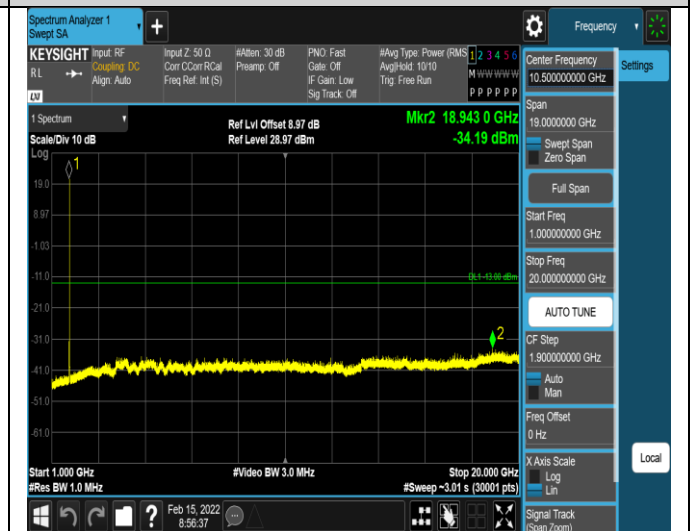 Spectrum Analyzer 1
Swept SA
+
Frequency
KEYSIGHT
RL
Input: RF
Coupling: DC
Align: Auto
Input Z: 50 Ω
Corr CCorr RCal
Freq Ref: Int (S)
#Atten: 30 dB
Preamp: Off
PNO: Fast
Gate: Off
IF Gain: Low
Sig Track: Off
#Avg Type: Power (RMS
Avg|Hold: 10/10
Trig: Free Run
1 2 3 4 5 6
M W W W W W
P P P P P P
Center Frequency
10.500000000 GHz
Settings
1 Spectrum
Scale/Div 10 dB
Log
Ref Lvl Offset 8.97 dB
Ref Level 28.97 dBm
Mkr2 18.943 0 GHz
-34.19 dBm
Span
19.0000000 GHz
Swept Span
Zero Span
Full Span
Start Freq
1.000000000 GHz
Stop Freq
20.000000000 GHz
AUTO TUNE
CF Step
1.900000000 GHz
Auto
Man
Freq Offset
0 Hz
X Axis Scale
Log
Lin
Local
Signal Track
(Span Zoom)
1
19.0
8.97
-1.03
-11.0
DL1 -13.00 dBm
-21.0
-31.0
2
-41.0
-51.0
-61.0
Start 1.000 GHz
#Res BW 1.0 MHz
#Video BW 3.0 MHz
Stop 20.000 GHz
#Sweep ~3.01 s (30001 pts)
?
Feb 15, 2022
8:56:37